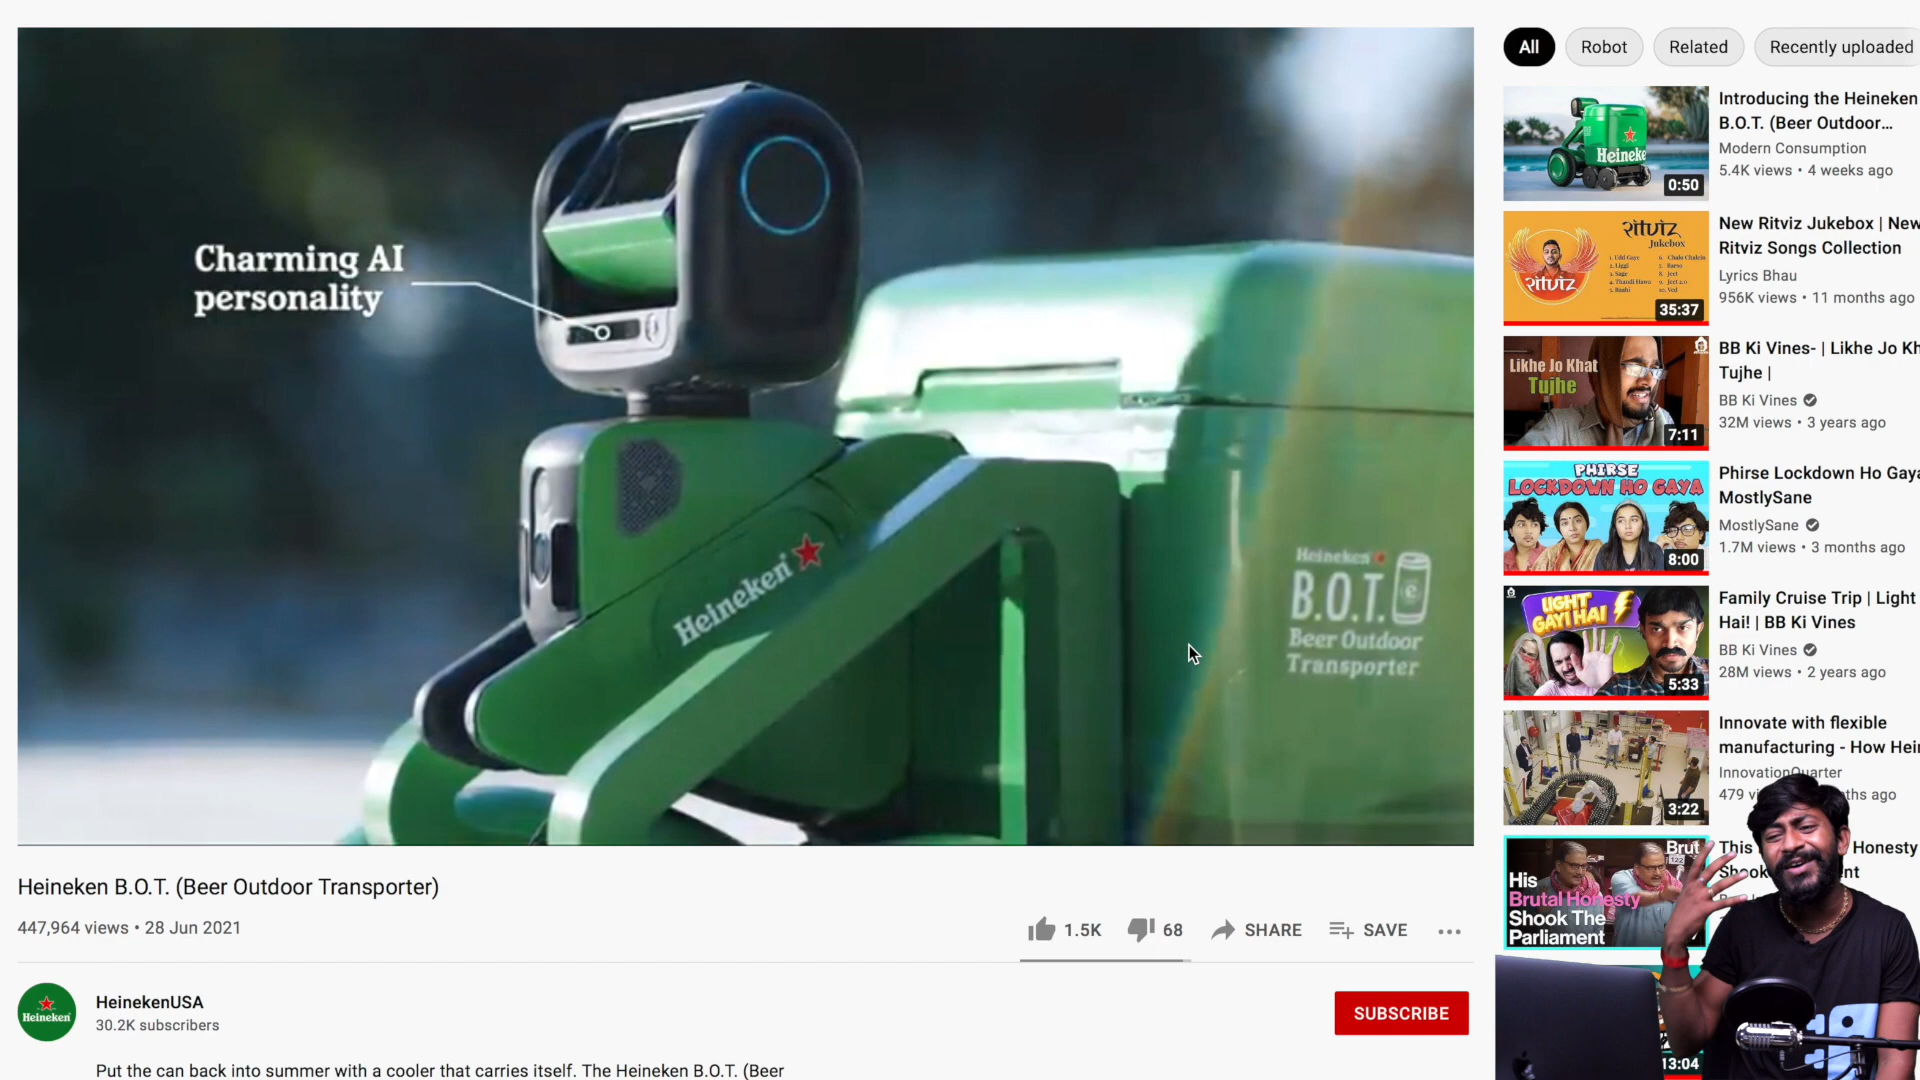 All
Robot
Related
Recently uploaded
Charming AI
personality
Heineken
Heineken
B.O.T.
Beer Outdoor
Transporter
Heineken B.O.T. (Beer Outdoor Transporter)
447,964 views • 28 Jun 2021
1.5K
68
SHARE
SAVE
Heineken
HeinekenUSA
30.2K subscribers
SUBSCRIBE
Put the can back into summer with a cooler that carries itself. The Heineken B.O.T. (Beer
Heineke
0:50
Introducing the Heineken
B.O.T. (Beer Outdoor...
Modern Consumption
5.4K views • 4 weeks ago
रिtviz
Jukebox
रिtviz
35:37
New Ritviz Jukebox | New
Ritviz Songs Collection
Lyrics Bhau
956K views • 11 months ago
Likhe Jo Khat
Tujhe
7:11
BB Ki Vines- | Likhe Jo Kh
Tujhe |
BB Ki Vines
32M views • 3 years ago
PHIRSE
LOCKDOWN HO GAYA
8:00
Phirse Lockdown Ho Gaya
MostlySane
MostlySane
1.7M views • 3 months ago
LIGHT
GAYI HAI
5:33
Family Cruise Trip | Light
Hai! | BB Ki Vines
BB Ki Vines
28M views • 2 years ago
3:22
Innovate with flexible
manufacturing - How Hei
InnovationQuarter
479 vi
ths ago
Brut
122
His
Brutal Honesty
Shook The
Parliament
This
Honesty
Shook
nt
13:04